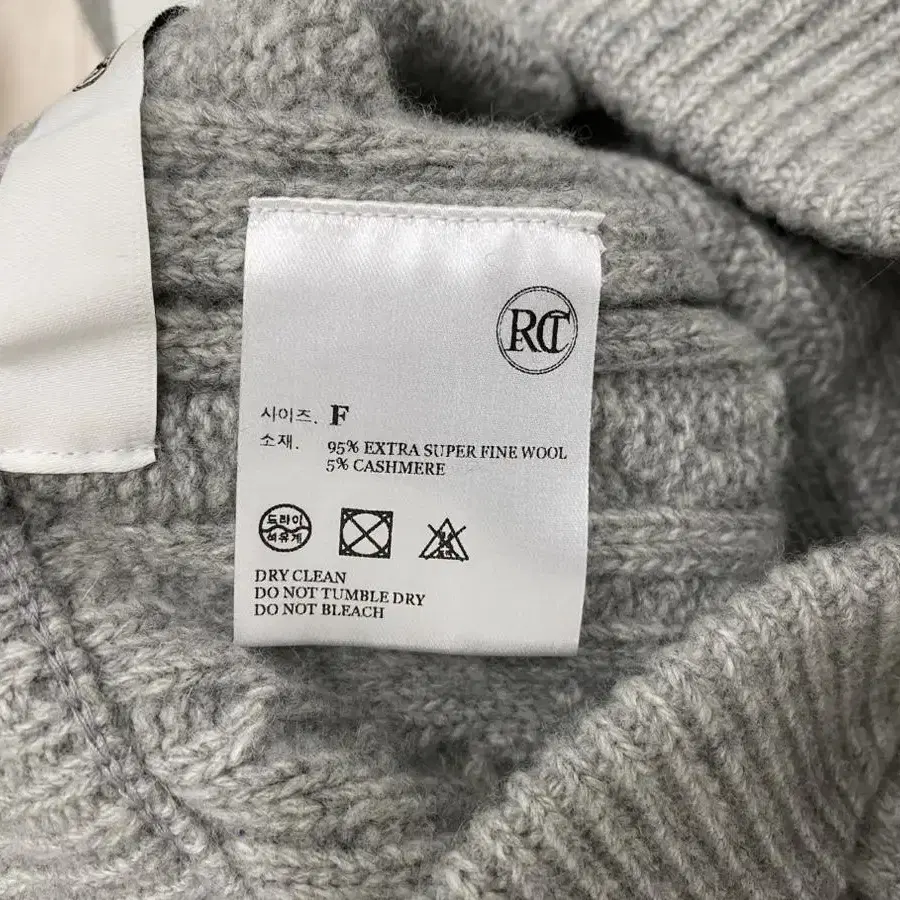 RCT
사이즈. F
소재. 95% EXTRA SUPER FINE WOOL
5% CASHMERE
드라이
석유계
DRY CLEAN
DO NOT TUMBLE DRY
DO NOT BLEACH